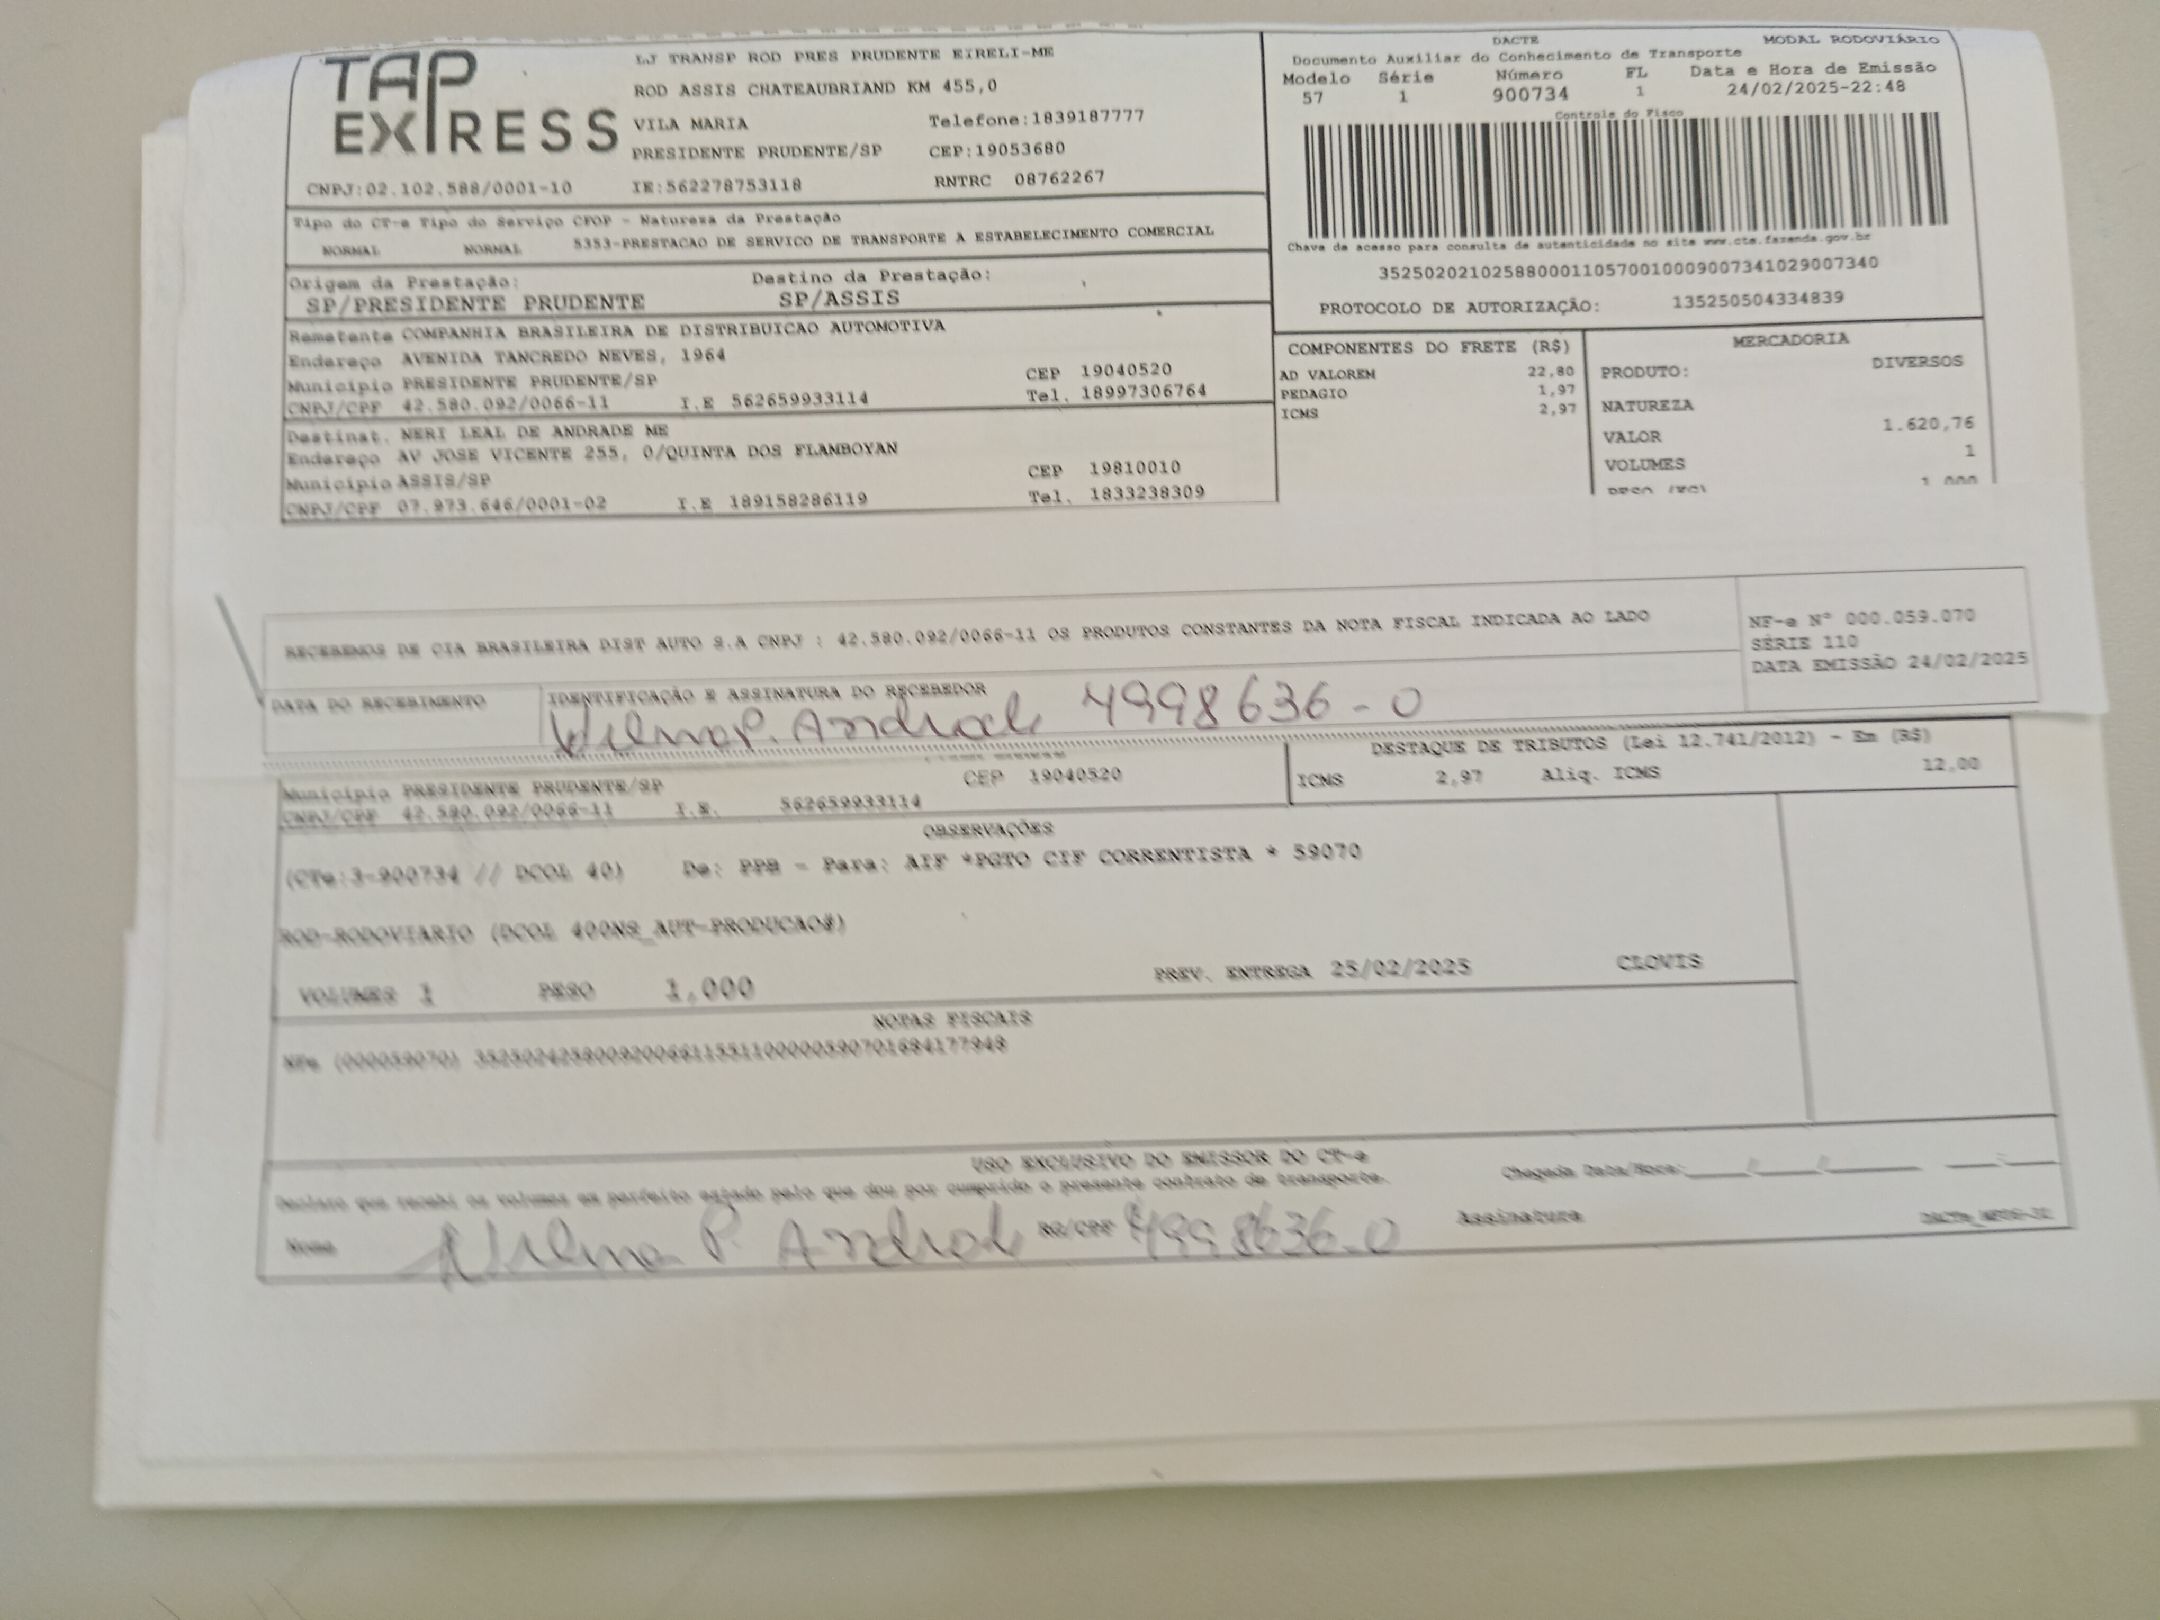 TAP EXPRESS
LJ TRANSP ROD PRES PRUDENTE EIRELI-ME
ROD ASSIS CHATEAUBRIAND KM 455,0
VILA MARIA Telefone:1839187777
PRESIDENTE PRUDENTE/SP CEP:19053680
CNPJ:02.102.588/0001-10 IE:562278753118 RNTRC 08762267
DACTE MODAL RODOVIÁRIO
Documento Auxiliar do Conhecimento de Transporte
Modelo Série Número FL Data e Hora de Emissão
57 1 900734 1 24/02/2025-22:48
Controle do Fisco
Chave de acesso para consulta de autenticidade no site www.cte.fazenda.gov.br
35250202102588000110570010009007341029007340
PROTOCOLO DE AUTORIZAÇÃO: 135250504334839
Tipo do CT-e Tipo do Serviço CFOP - Natureza da Prestação
NORMAL NORMAL 5353-PRESTACAO DE SERVICO DE TRANSPORTE A ESTABELECIMENTO COMERCIAL
Origem da Prestação: Destino da Prestação:
SP/PRESIDENTE PRUDENTE SP/ASSIS
Remetente COMPANHIA BRASILEIRA DE DISTRIBUICAO AUTOMOTIVA
Endereço AVENIDA TANCREDO NEVES, 1964
Município PRESIDENTE PRUDENTE/SP CEP 19040520
CNPJ/CPF 42.580.092/0066-11 I.E 562659933114 Tel. 18997306764
Destinat. NERI LEAL DE ANDRADE ME
Endereço AV JOSE VICENTE 255, 0/QUINTA DOS FLAMBOYAN
Município ASSIS/SP CEP 19810010
CNPJ/CPF 07.973.646/0001-02 I.E 189158286119 Tel. 1833238309
COMPONENTES DO FRETE (R$)
AD VALOREM 22,80
PEDAGIO 1,97
ICMS 2,97
MERCADORIA
PRODUTO: DIVERSOS
NATUREZA
VALOR 1.620,76
VOLUMES 1
PESO (KG) 1,000
RECEBEMOS DE CIA BRASILEIRA DIST AUTO S.A CNPJ : 42.580.092/0066-11 OS PRODUTOS CONSTANTES DA NOTA FISCAL INDICADA AO LADO
NF-e Nº 000.059.070
SÉRIE 110
DATA EMISSÃO 24/02/2025
DATA DO RECEBIMENTO IDENTIFICAÇÃO E ASSINATURA DO RECEBEDOR
Wilma P. Andrade 4998636-0
Município PRESIDENTE PRUDENTE/SP CEP 19040520
CNPJ/CPF 42.580.092/0066-11 I.E. 562659933114
DESTAQUE DE TRIBUTOS (Lei 12.741/2012) - Em (R$)
ICMS 2,97 Aliq. ICMS 12,00
OBSERVAÇÕES
(CTe:3-900734 // DCOL 40) De: PPB - Para: AIF *PGTO CIF CORRENTISTA * 59070
ROD-RODOVIARIO (DCOL 400NS_AUT-PRODUCAO#)
VOLUMES 1 PESO 1,000 PREV. ENTREGA 25/02/2025 CLOVIS
NOTAS FISCAIS
NFe (000059070) 35250242580092006611551100000590701684177948
USO EXCLUSIVO DO EMISSOR DO CT-e
Declaro que recebi os volumes em perfeito estado pelo que dou por cumprido o presente contrato de transporte. Chegada Data/Hora:
Nome Wilma P. Andrade RG/CPF 4998636-0 Assinatura